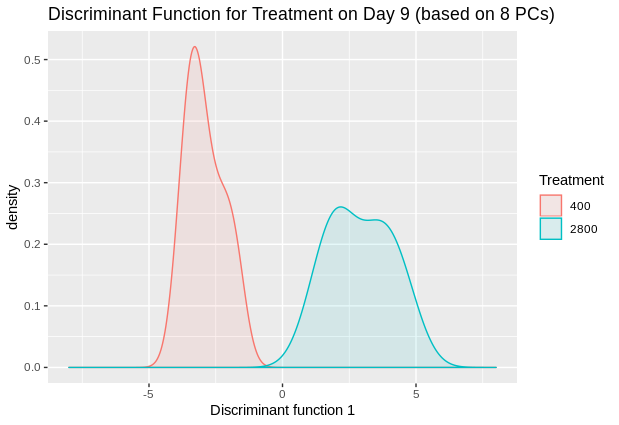 Discriminant Function for Treatment on Day 9 (based on 8 PCs)
0.5
0.4
0.3
0.2
0.1
0.0
density
-5
0
5
Discriminant function 1
Treatment
400
2800